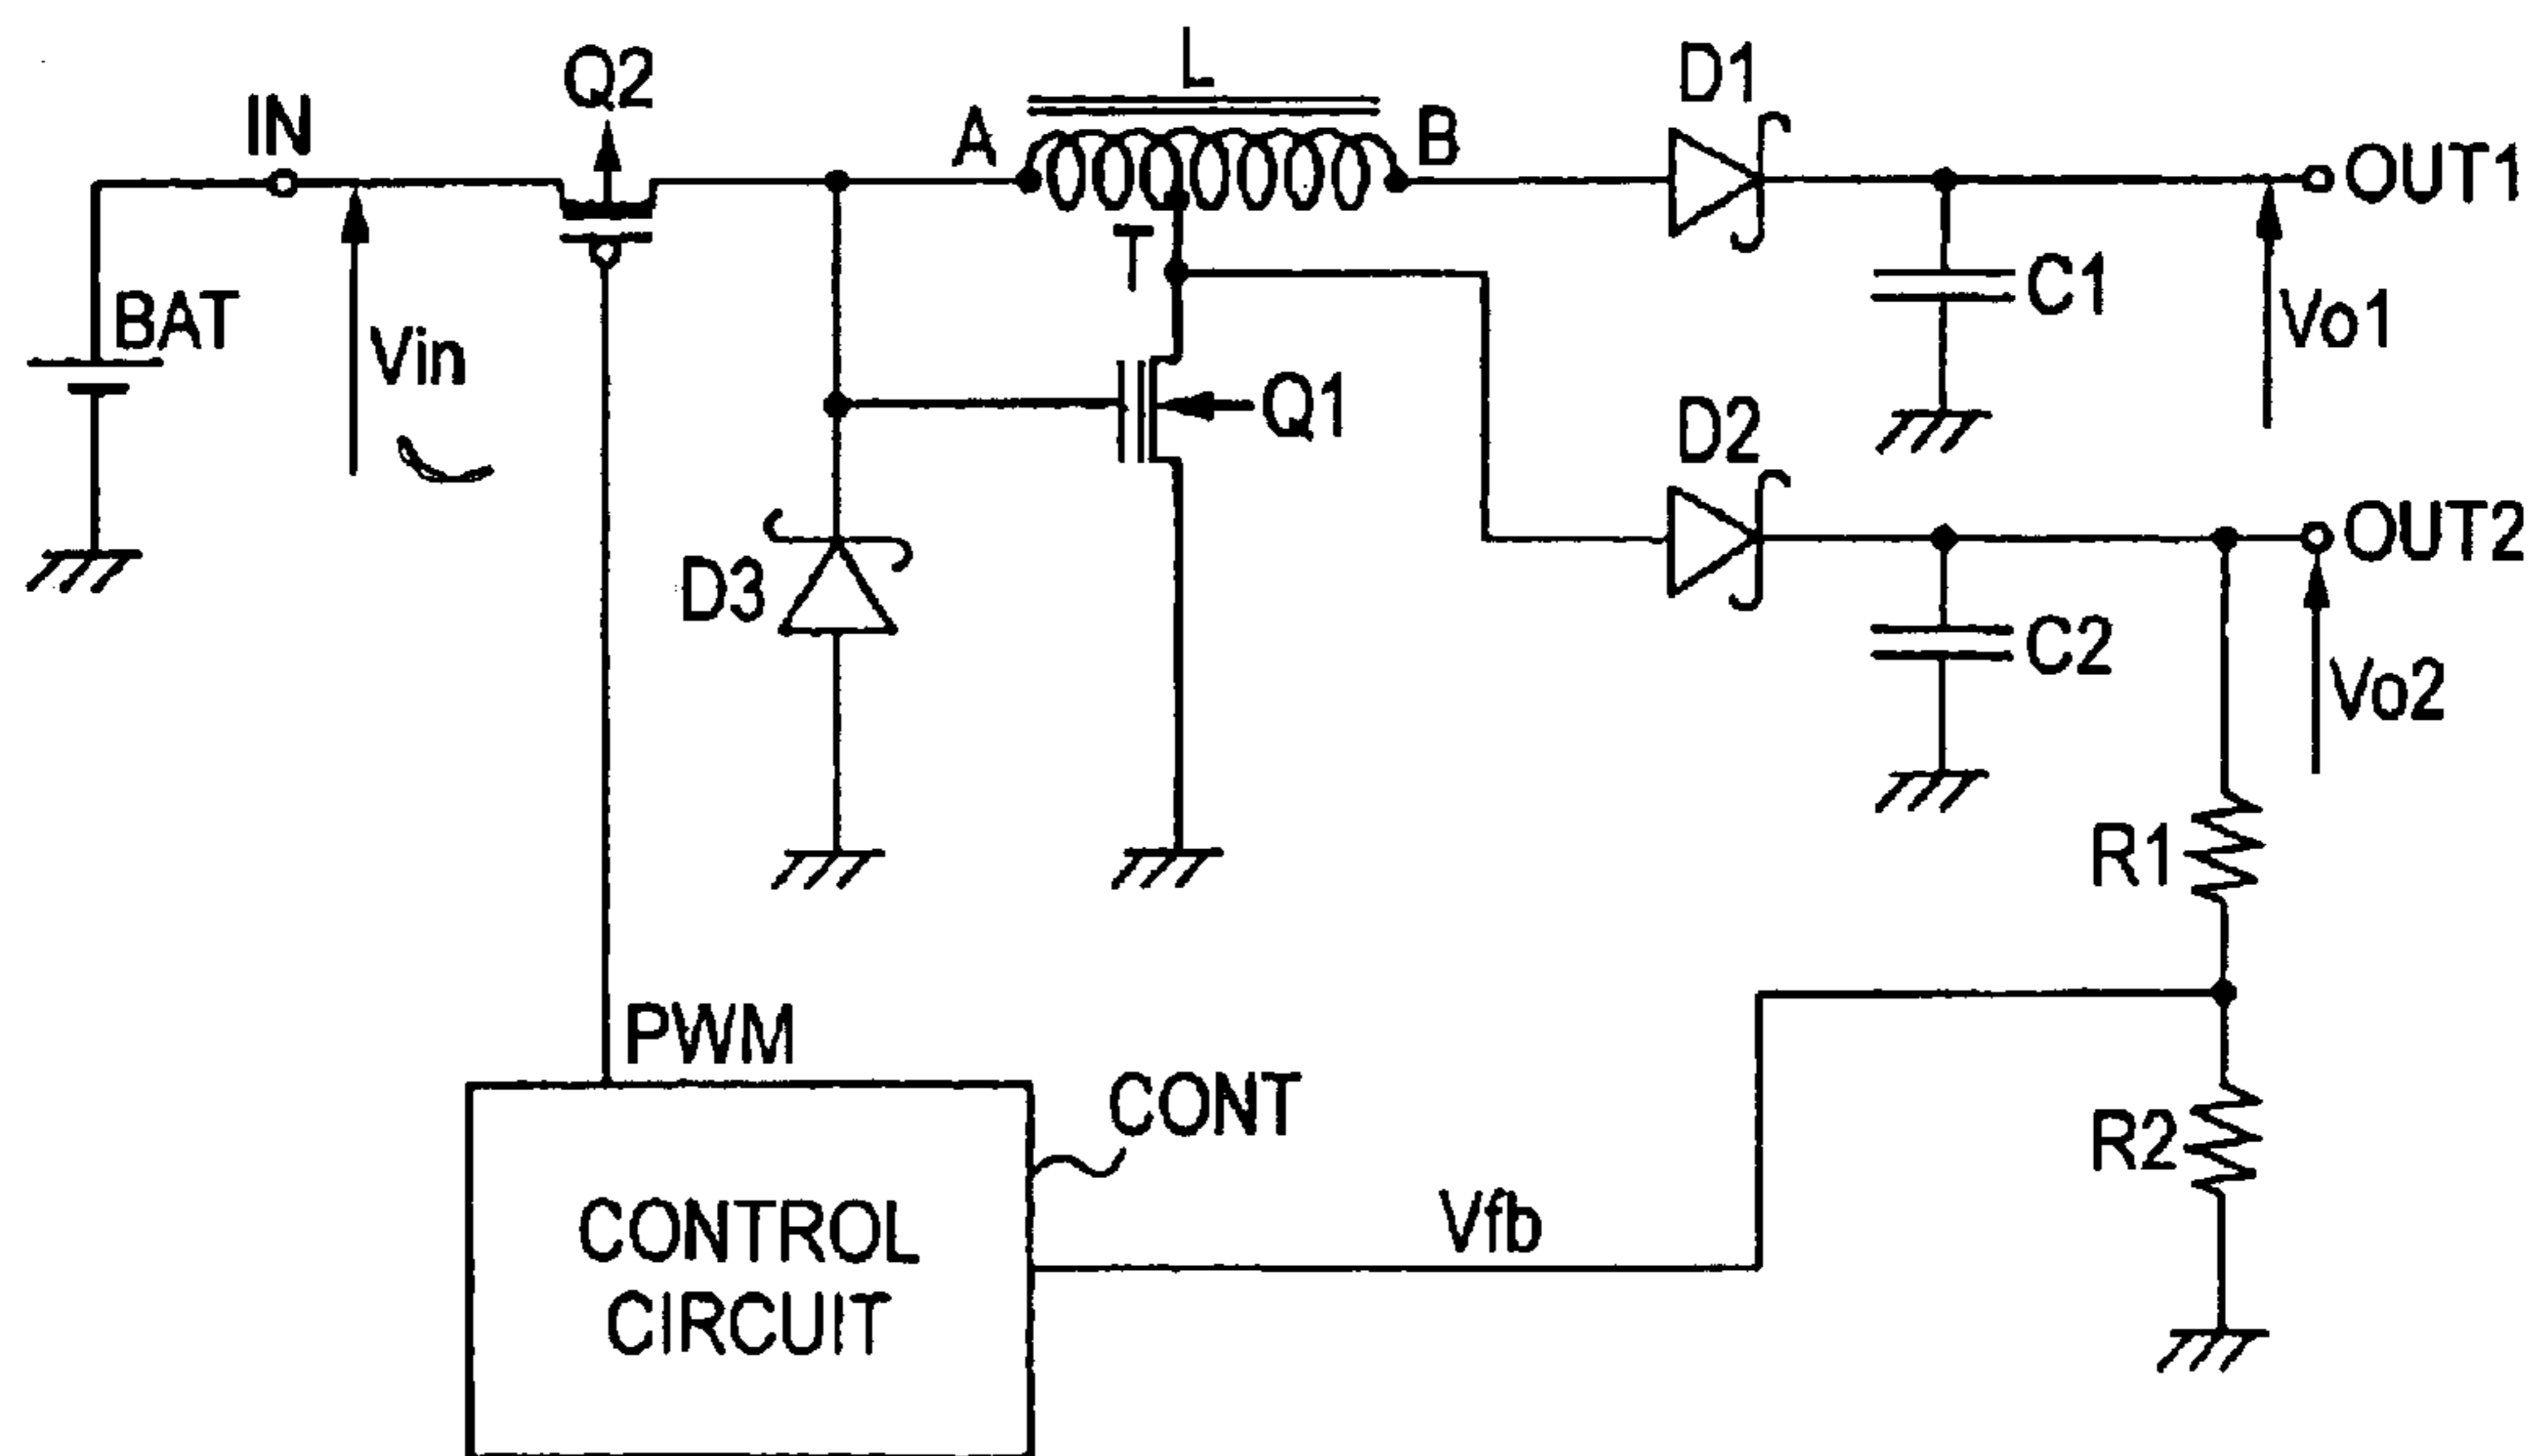 L
Q2
D1
IN
A
B
OUT1
T
C1
BAT
Vin
Vo1
Q1
D2
OUT2
D3
C2
Vo2
R1
PWM
CONT
R2
CONTROL
CIRCUIT
Vfb